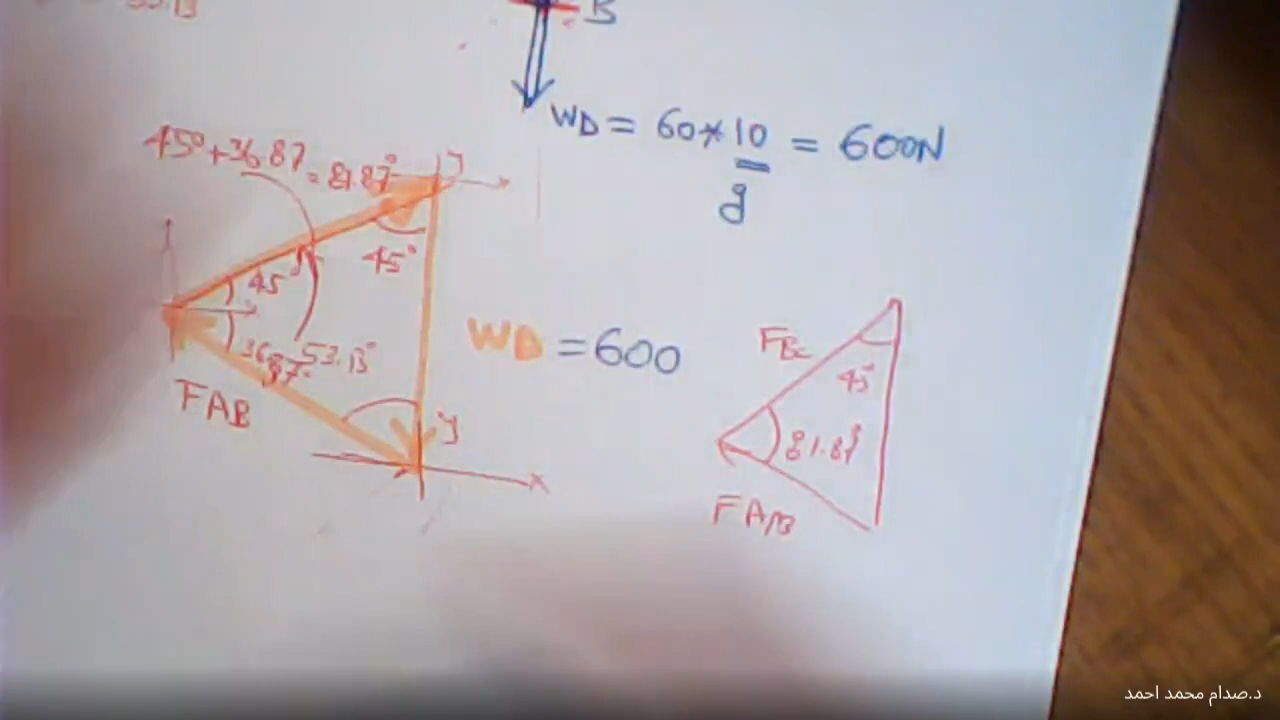 B
WD = 60*10 = 600N
g
45°+36.87 = 81.87°
y
45°
45
36.87°
53.13°
WD = 600
FAB
y
x
FBC
45°
81.87
FAB
د.صدام محمد احمد